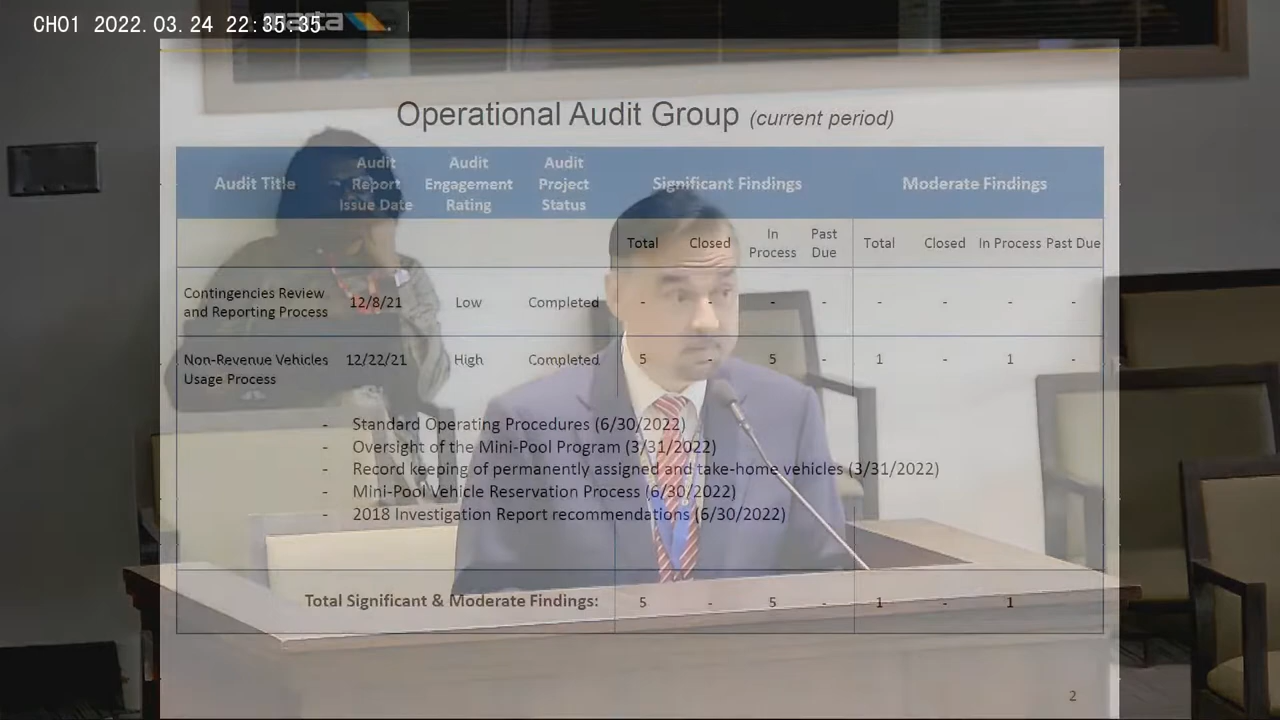 CH01 2022.03.24 22:35:35
marta
Operational Audit Group (current period)
Audit Title
Audit
Report
Issue Date
Audit
Engagement
Rating
Audit
Project
Status
Significant Findings
Moderate Findings
Total
Closed
In
Process
Past
Due
Total
Closed
In Process
Past Due
Contingencies Review
and Reporting Process
12/8/21
Low
Completed
- - - - - - - -
Non-Revenue Vehicles
Usage Process
12/22/21
High
Completed
5 - 5 - 1 - 1 -
- Standard Operating Procedures (6/30/2022)
- Oversight of the Mini-Pool Program (3/31/2022)
- Record keeping of permanently assigned and take-home vehicles (3/31/2022)
- Mini-Pool Vehicle Reservation Process (6/30/2022)
- 2018 Investigation Report recommendations (6/30/2022)
Total Significant & Moderate Findings: 5 - 5 - 1 - 1
2